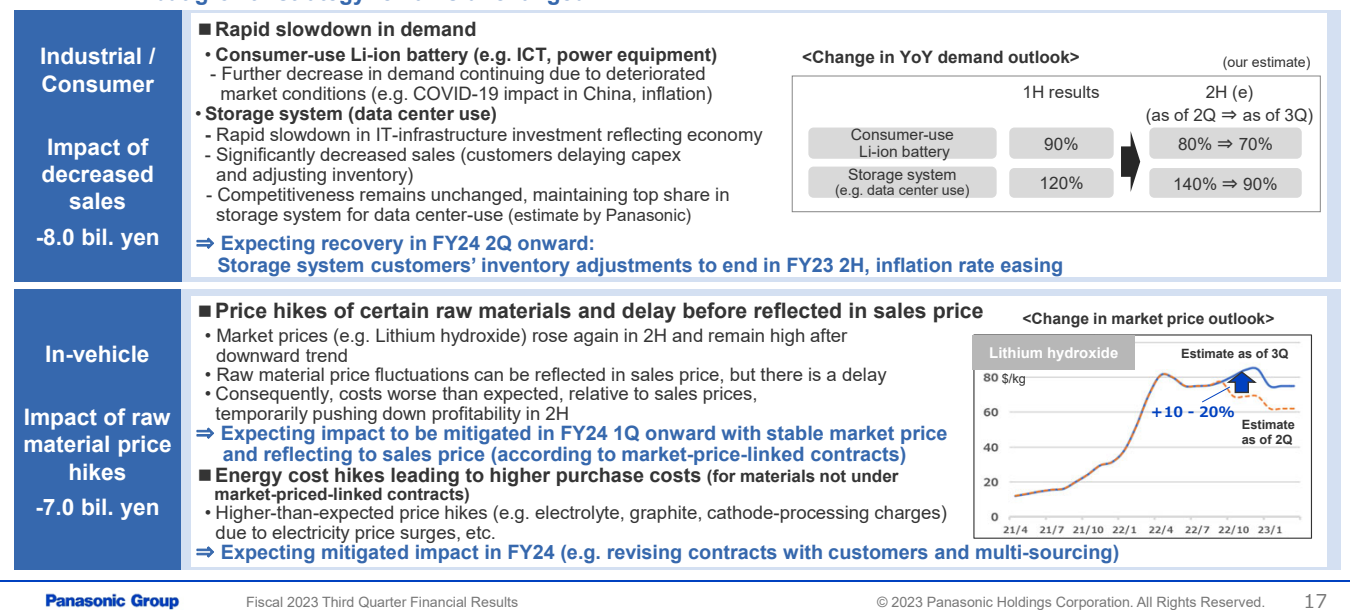 Industrial /
Consumer
Impact of
decreased
sales
-8.0 bil. yen
■Rapid slowdown in demand
• Consumer-use Li-ion battery (e.g. ICT, power equipment)
- Further decrease in demand continuing due to deteriorated
market conditions (e.g. COVID-19 impact in China, inflation)
• Storage system (data center use)
- Rapid slowdown in IT-infrastructure investment reflecting economy
- Significantly decreased sales (customers delaying capex
and adjusting inventory)
- Competitiveness remains unchanged, maintaining top share in
storage system for data center-use (estimate by Panasonic)
⇒ Expecting recovery in FY24 2Q onward:
Storage system customers' inventory adjustments to end in FY23 2H, inflation rate easing
<Change in YoY demand outlook>
(our estimate)
1H results
2H (e)
(as of 2Q ⇒ as of 3Q)
Consumer-use
Li-ion battery
90%
80% ⇒ 70%
Storage system
(e.g. data center use)
120%
140% ⇒ 90%
In-vehicle
Impact of raw
material price
hikes
-7.0 bil. yen
■Price hikes of certain raw materials and delay before reflected in sales price
• Market prices (e.g. Lithium hydroxide) rose again in 2H and remain high after
downward trend
• Raw material price fluctuations can be reflected in sales price, but there is a delay
• Consequently, costs worse than expected, relative to sales prices,
temporarily pushing down profitability in 2H
⇒ Expecting impact to be mitigated in FY24 1Q onward with stable market price
and reflecting to sales price (according to market-price-linked contracts)
■Energy cost hikes leading to higher purchase costs (for materials not under
market-priced-linked contracts)
• Higher-than-expected price hikes (e.g. electrolyte, graphite, cathode-processing charges)
due to electricity price surges, etc.
⇒ Expecting mitigated impact in FY24 (e.g. revising contracts with customers and multi-sourcing)
<Change in market price outlook>
Lithium hydroxide
Estimate as of 3Q
80 $/kg
+10 - 20%
60
Estimate
as of 2Q
40
20
0
21/4 21/7 21/10 22/1 22/4 22/7 22/10 23/1
Panasonic Group
Fiscal 2023 Third Quarter Financial Results
© 2023 Panasonic Holdings Corporation. All Rights Reserved.
17